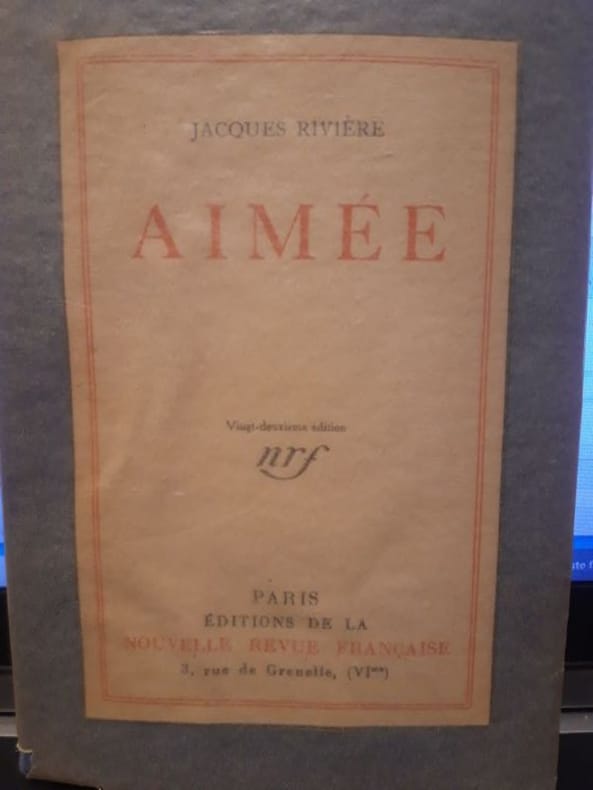 JACQUES RIVIÈRE
AIMÉE
Vingt-deuxième édition
nrf
PARIS
ÉDITIONS DE LA
NOUVELLE REVUE FRANÇAISE
3, rue de Grenelle, (VIme)